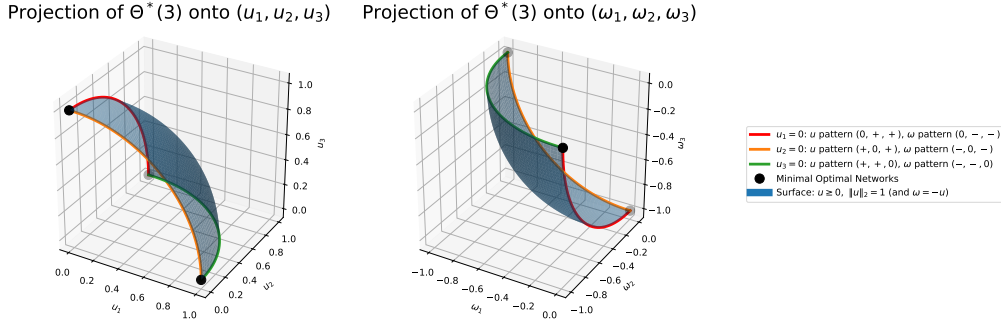 Projection of Θ*(3) onto (u₁, u₂, u₃)
0.0
0.2
0.4
0.6
0.8
1.0
u₁
0.0
0.2
0.4
0.6
0.8
1.0
u₂
0.0
0.2
0.4
0.6
0.8
1.0
u₃
Projection of Θ*(3) onto (ω₁, ω₂, ω₃)
−1.0
−0.8
−0.6
−0.4
−0.2
0.0
ω₁
−1.0
−0.8
−0.6
−0.4
−0.2
0.0
ω₂
−1.0
−0.8
−0.6
−0.4
−0.2
0.0
ω₃
u₁ = 0: u pattern (0, +, +), ω pattern (0, −, −)
u₂ = 0: u pattern (+, 0, +), ω pattern (−, 0, −)
u₃ = 0: u pattern (+, +, 0), ω pattern (−, −, 0)
Minimal Optimal Networks
Surface: u ≥ 0, ‖u‖₂ = 1 (and ω = −u)